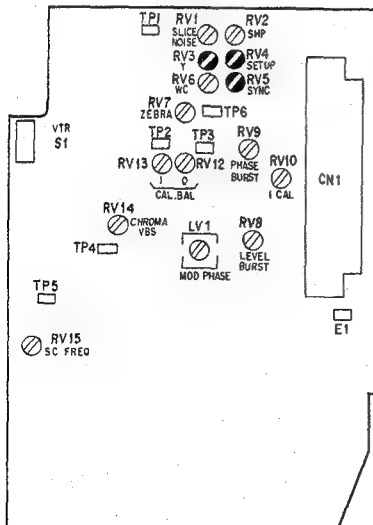 TP1
RV1
SLICE
NOISE
RV2
SHP
RV3
Y
RV4
SETUP
RV6
WC
RV5
SYNC
RV7
ZEBRA
TP6
VTR
S1
TP2
TP3
RV9
PHASE
BURST
RV13
RV12
I
O
CAL.BAL
RV10
I CAL
CN1
RV14
CHROMA
VBS
LV1
MOD PHASE
RV8
LEVEL
BURST
TP4
TP5
E1
RV15
SC FREQ